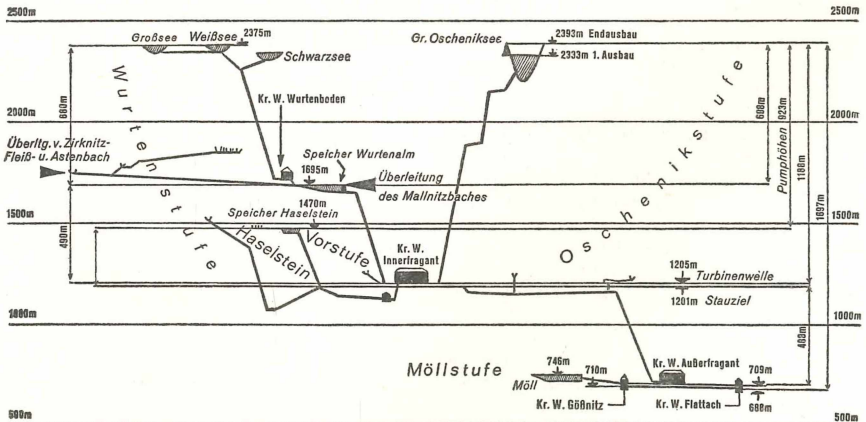 2500m
2500m
Großsee
Weißsee
2375m
Schwarzsee
Gr. Oscheniksee
2393m Endausbau
2333m 1. Ausbau
Wurtenstufe
Kr. W. Wurtenboden
660m
608m
Pumphöhen 923m
1188m
1697m
2000m
2000m
Überltg. v. Zirknitz-
Fleiß- u. Astenbach
Speicher Wurtenalm
1695m
Überleitung
des Mallnitzbaches
Oschenikstufe
1500m
1500m
1470m
Speicher Haselstein
490m
Haselstein
Vorstufe
Kr. W.
Innerfragant
1205m
Turbinenwelle
1201m
Stauziel
1000m
1000m
493m
Möllstufe
746m
710m
Möll
Kr. W. Außerfragant
709m
688m
Kr. W. Gößnitz
Kr. W. Flattach
500m
500m